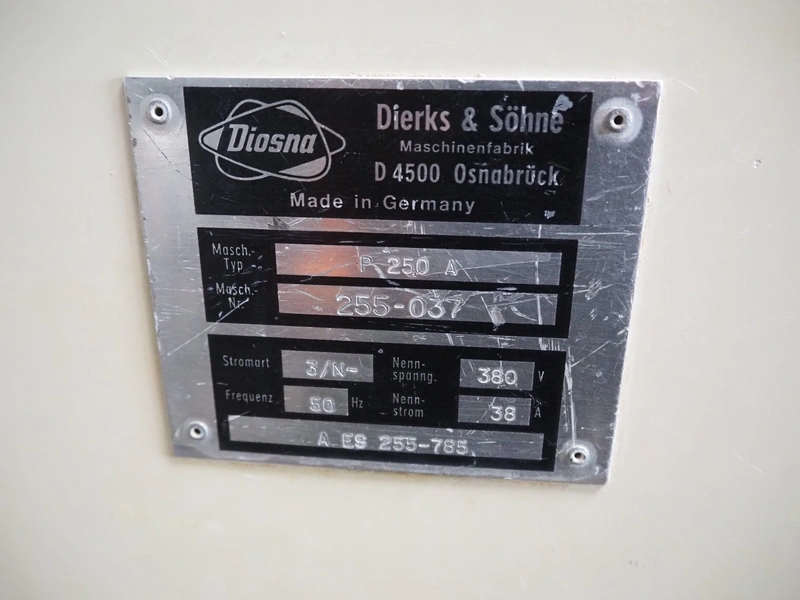 Diosna
Dierks & Söhne
Maschinenfabrik
D 4500 Osnabrück
Made in Germany
Masch.-Typ P 250 A
Masch.-Nr. 255-037
Stromart 3/N~ Nenn-spanng. 380 V
Frequenz 50 Hz Nenn-strom 38 A
A ES 255-785